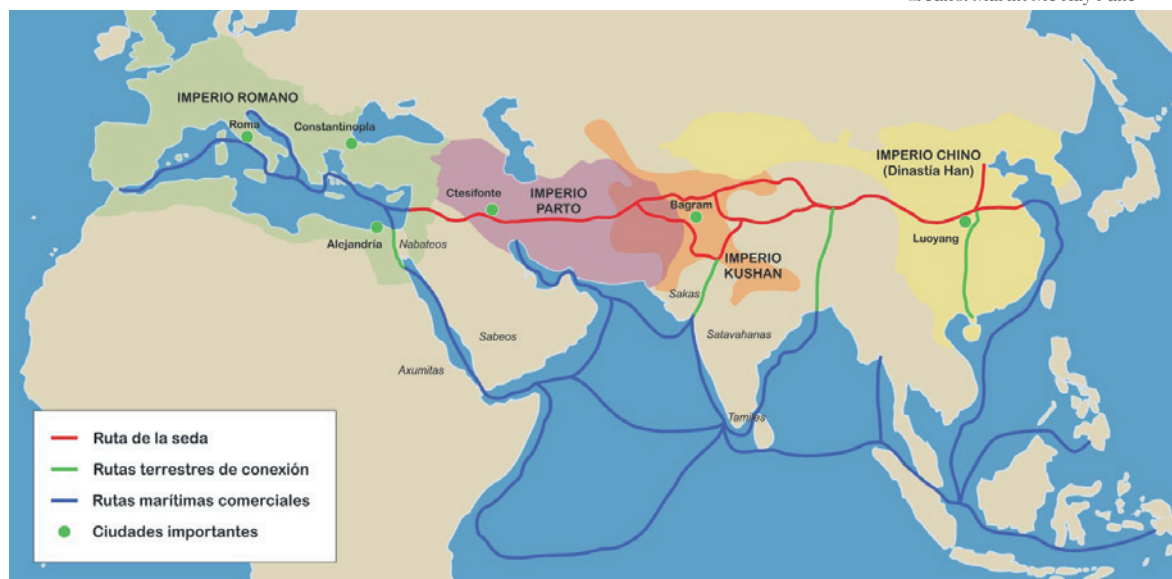 IMPERIO ROMANO
Roma
Constantinopla
Alejandría
Nabateos
Ctesifonte
IMPERIO
PARTO
Bagram
IMPERIO
KUSHAN
IMPERIO CHINO
(Dinastía Han)
Luoyang
Sakas
Satavahanas
Sabeos
Axumitas
Tamiles
Ruta de la seda
Rutas terrestres de conexión
Rutas marítimas comerciales
Ciudades importantes